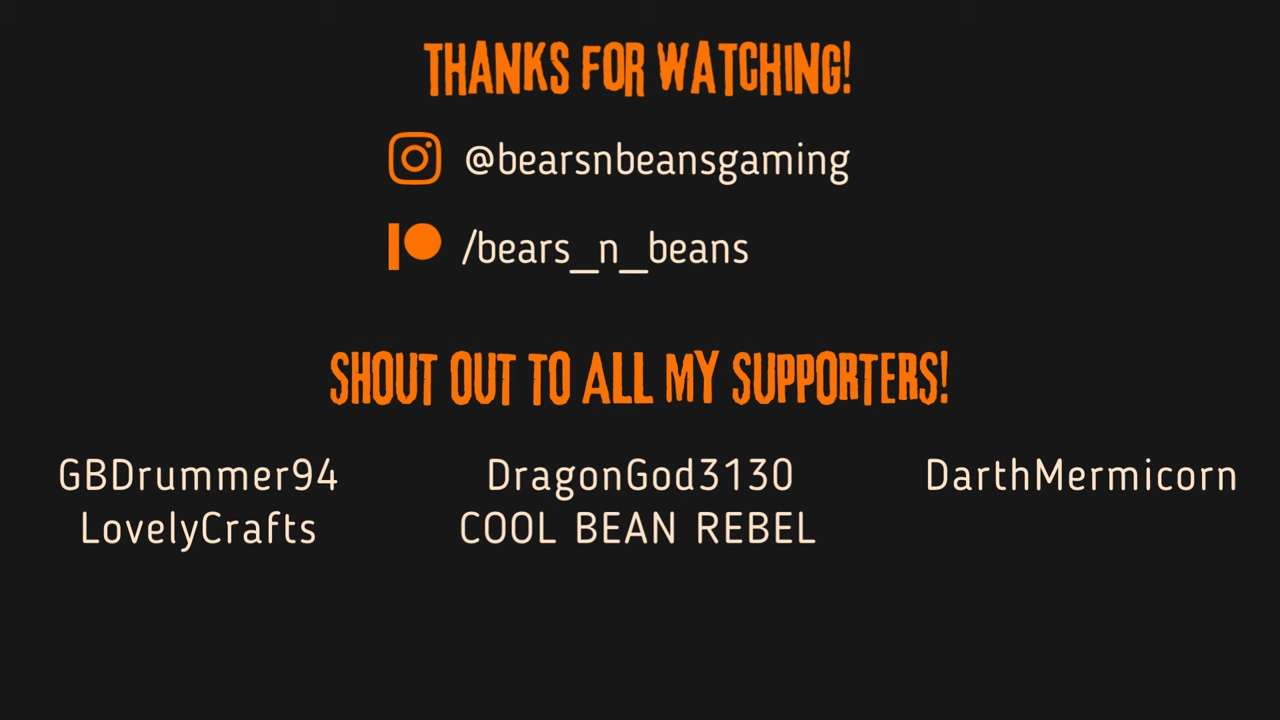 THANKS FOR WATCHING!
@bearsnbeansgaming
/bears_n_beans
SHOUT OUT TO ALL MY SUPPORTERS!
GBDrummer94 DragonGod3130 DarthMermicorn
LovelyCrafts COOL BEAN REBEL